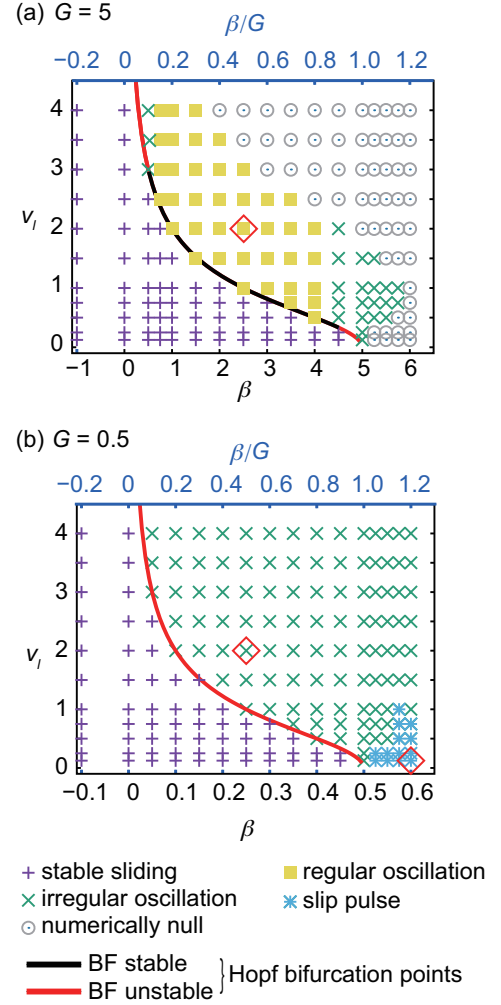 (a) G = 5
β/G
−0.2 0 0.2 0.4 0.6 0.8 1.0 1.2
4
3
v_l 2
1
0
−1 0 1 2 3 4 5 6
β
(b) G = 0.5
β/G
−0.2 0 0.2 0.4 0.6 0.8 1.0 1.2
4
3
v_l 2
1
0
−0.1 0 0.1 0.2 0.3 0.4 0.5 0.6
β
stable sliding regular oscillation
irregular oscillation slip pulse
numerically null
BF stable
BF unstable
Hopf bifurcation points